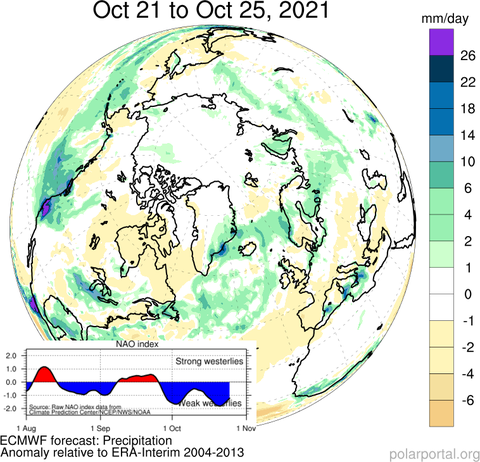 Oct 21 to Oct 25, 2021
mm/day
26
22
18
14
10
6
4
2
1
0
-1
-2
-4
-6
NAO index
2.0
1.0
0.0
-1.0
-2.0
Strong westerlies
Weak westerlies
Source: Raw NAO index data from
Climate Prediction Center/NCEP/NWS/NOAA
1 Aug
1 Sep
1 Oct
1 Nov
ECMWF forecast: Precipitation
Anomaly relative to ERA-Interim 2004-2013
polarportal.org